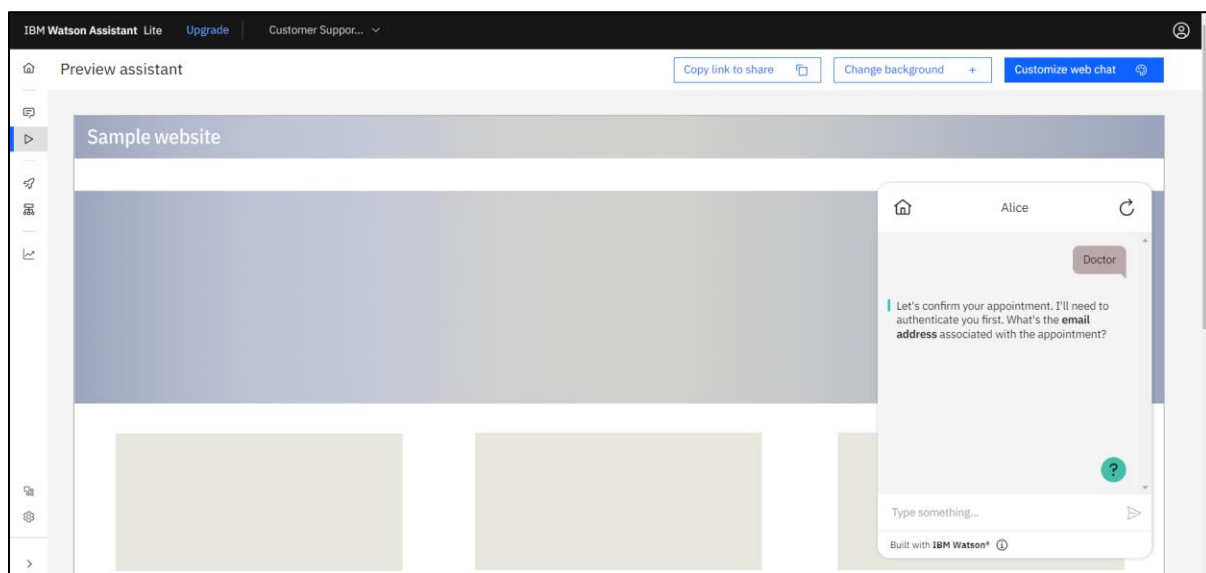 IBM Watson Assistant Lite Upgrade Customer Suppor...
Preview assistant Copy link to share Change background + Customize web chat
Sample website
Alice
Doctor
Let's confirm your appointment. I'll need to
authenticate you first. What's the email
address associated with the appointment?
?
Type something...
Built with IBM Watson®